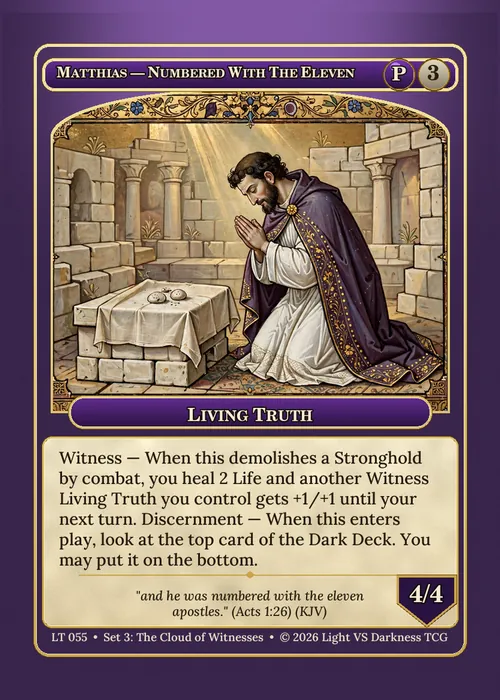 Matthias — Numbered With The Eleven P 3
Living Truth
Witness — When this demolishes a Stronghold
by combat, you heal 2 Life and another Witness
Living Truth you control gets +1/+1 until your
next turn. Discernment — When this enters
play, look at the top card of the Dark Deck. You
may put it on the bottom.
"and he was numbered with the eleven
apostles." (Acts 1:26) (KJV)
4/4
LT 055 • Set 3: The Cloud of Witnesses • © 2026 Light VS Darkness TCG